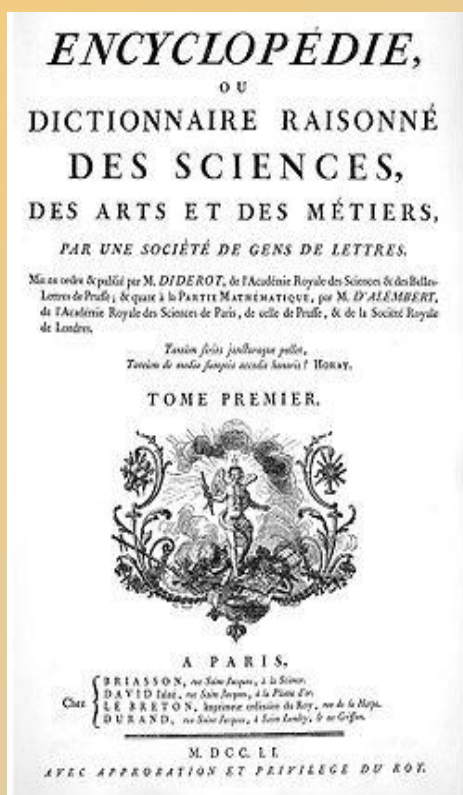 ENCYCLOPÉDIE,
OU
DICTIONNAIRE RAISONNÉ
DES SCIENCES,
DES ARTS ET DES MÉTIERS,
PAR UNE SOCIÉTÉ DE GENS DE LETTRES.
Mis en ordre & publié par M. DIDEROT, de l'Académie Royale des Sciences & des Belles-
Lettres de Prusse; & quant à la PARTIE MATHÉMATIQUE, par M. D'ALEMBERT,
de l'Académie Royale des Sciences de Paris, de celle de Prusse, & de la Société Royale
de Londres.
Tantùm series juncturaque pollet,
Tantùm de medio sumptis accedit honoris! HORAT.
TOME PREMIER.
A PARIS,
Chez
BRIASSON, rue Saint Jacques, à la Science.
DAVID l'aîné, rue Saint Jacques, à la Plume d'or.
LE BRETON, Imprimeur ordinaire du Roy, rue de la Harpe.
DURAND, rue Saint Jacques, à Saint Landry, & au Griffon.
M. DCC. LI.
AVEC APPROBATION ET PRIVILEGE DU ROY.